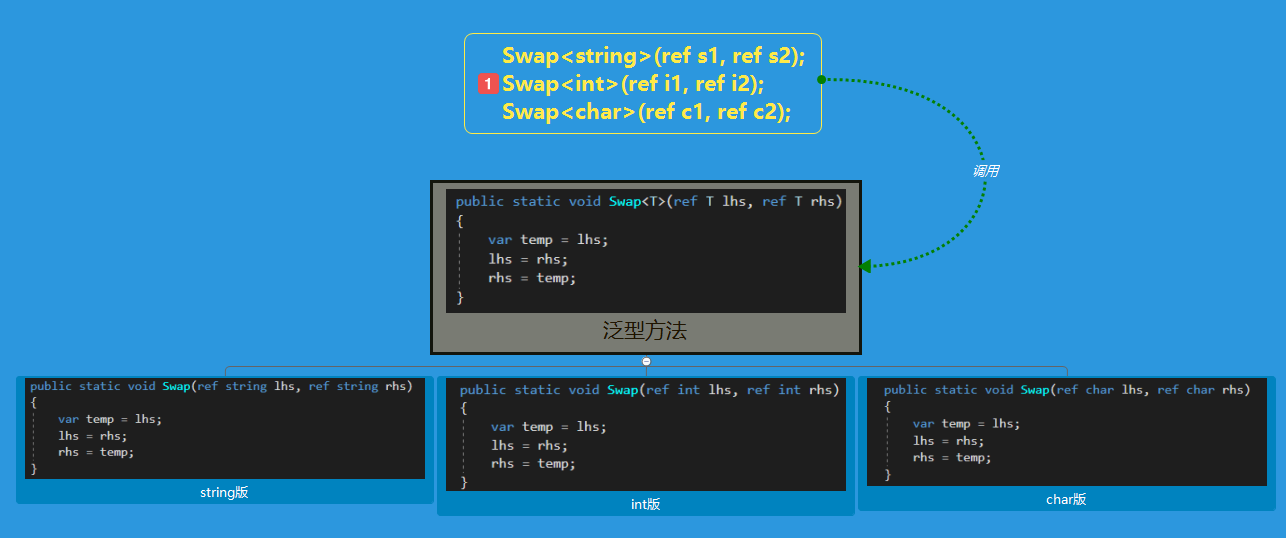 Swap<string>(ref s1, ref s2);
1 Swap<int>(ref i1, ref i2);
Swap<char>(ref c1, ref c2);
调用
public static void Swap<T>(ref T lhs, ref T rhs)
{
var temp = lhs;
lhs = rhs;
rhs = temp;
}
泛型方法
public static void Swap(ref string lhs, ref string rhs)
{
var temp = lhs;
lhs = rhs;
rhs = temp;
}
string版
public static void Swap(ref int lhs, ref int rhs)
{
var temp = lhs;
lhs = rhs;
rhs = temp;
}
int版
public static void Swap(ref char lhs, ref char rhs)
{
var temp = lhs;
lhs = rhs;
rhs = temp;
}
char版